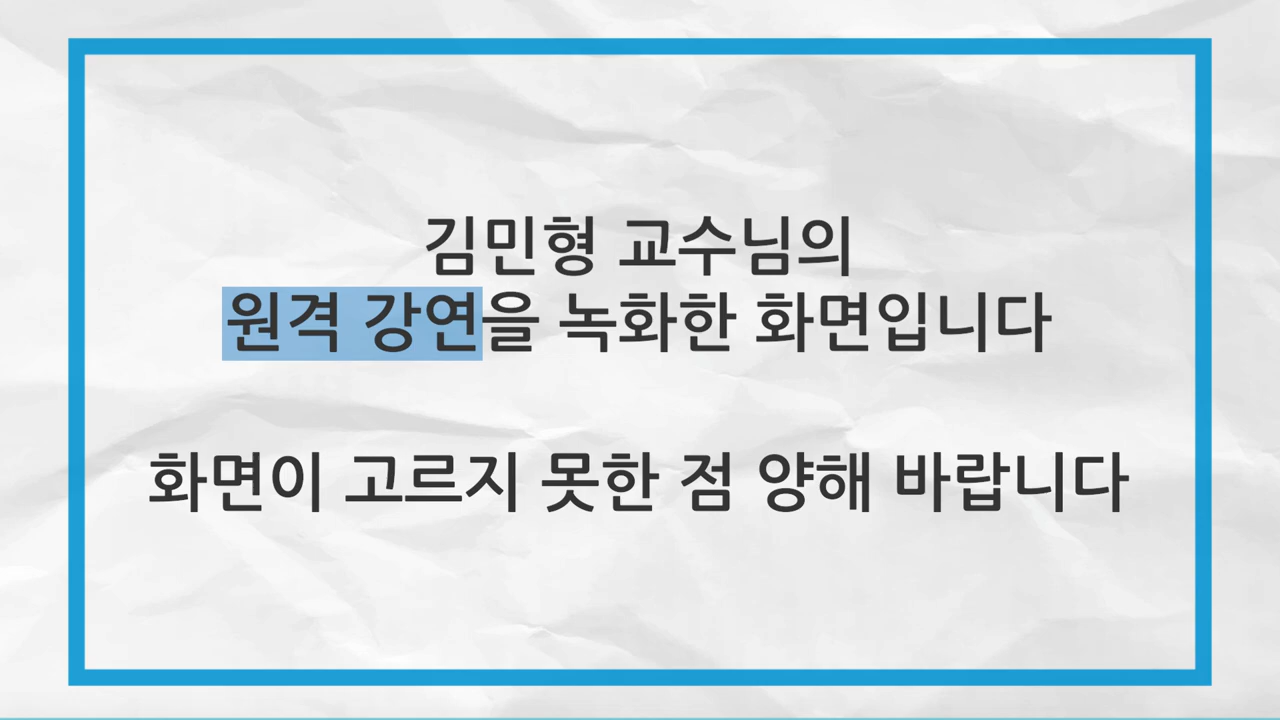 김민형 교수님의
원격 강연을 녹화한 화면입니다
화면이 고르지 못한 점 양해 바랍니다